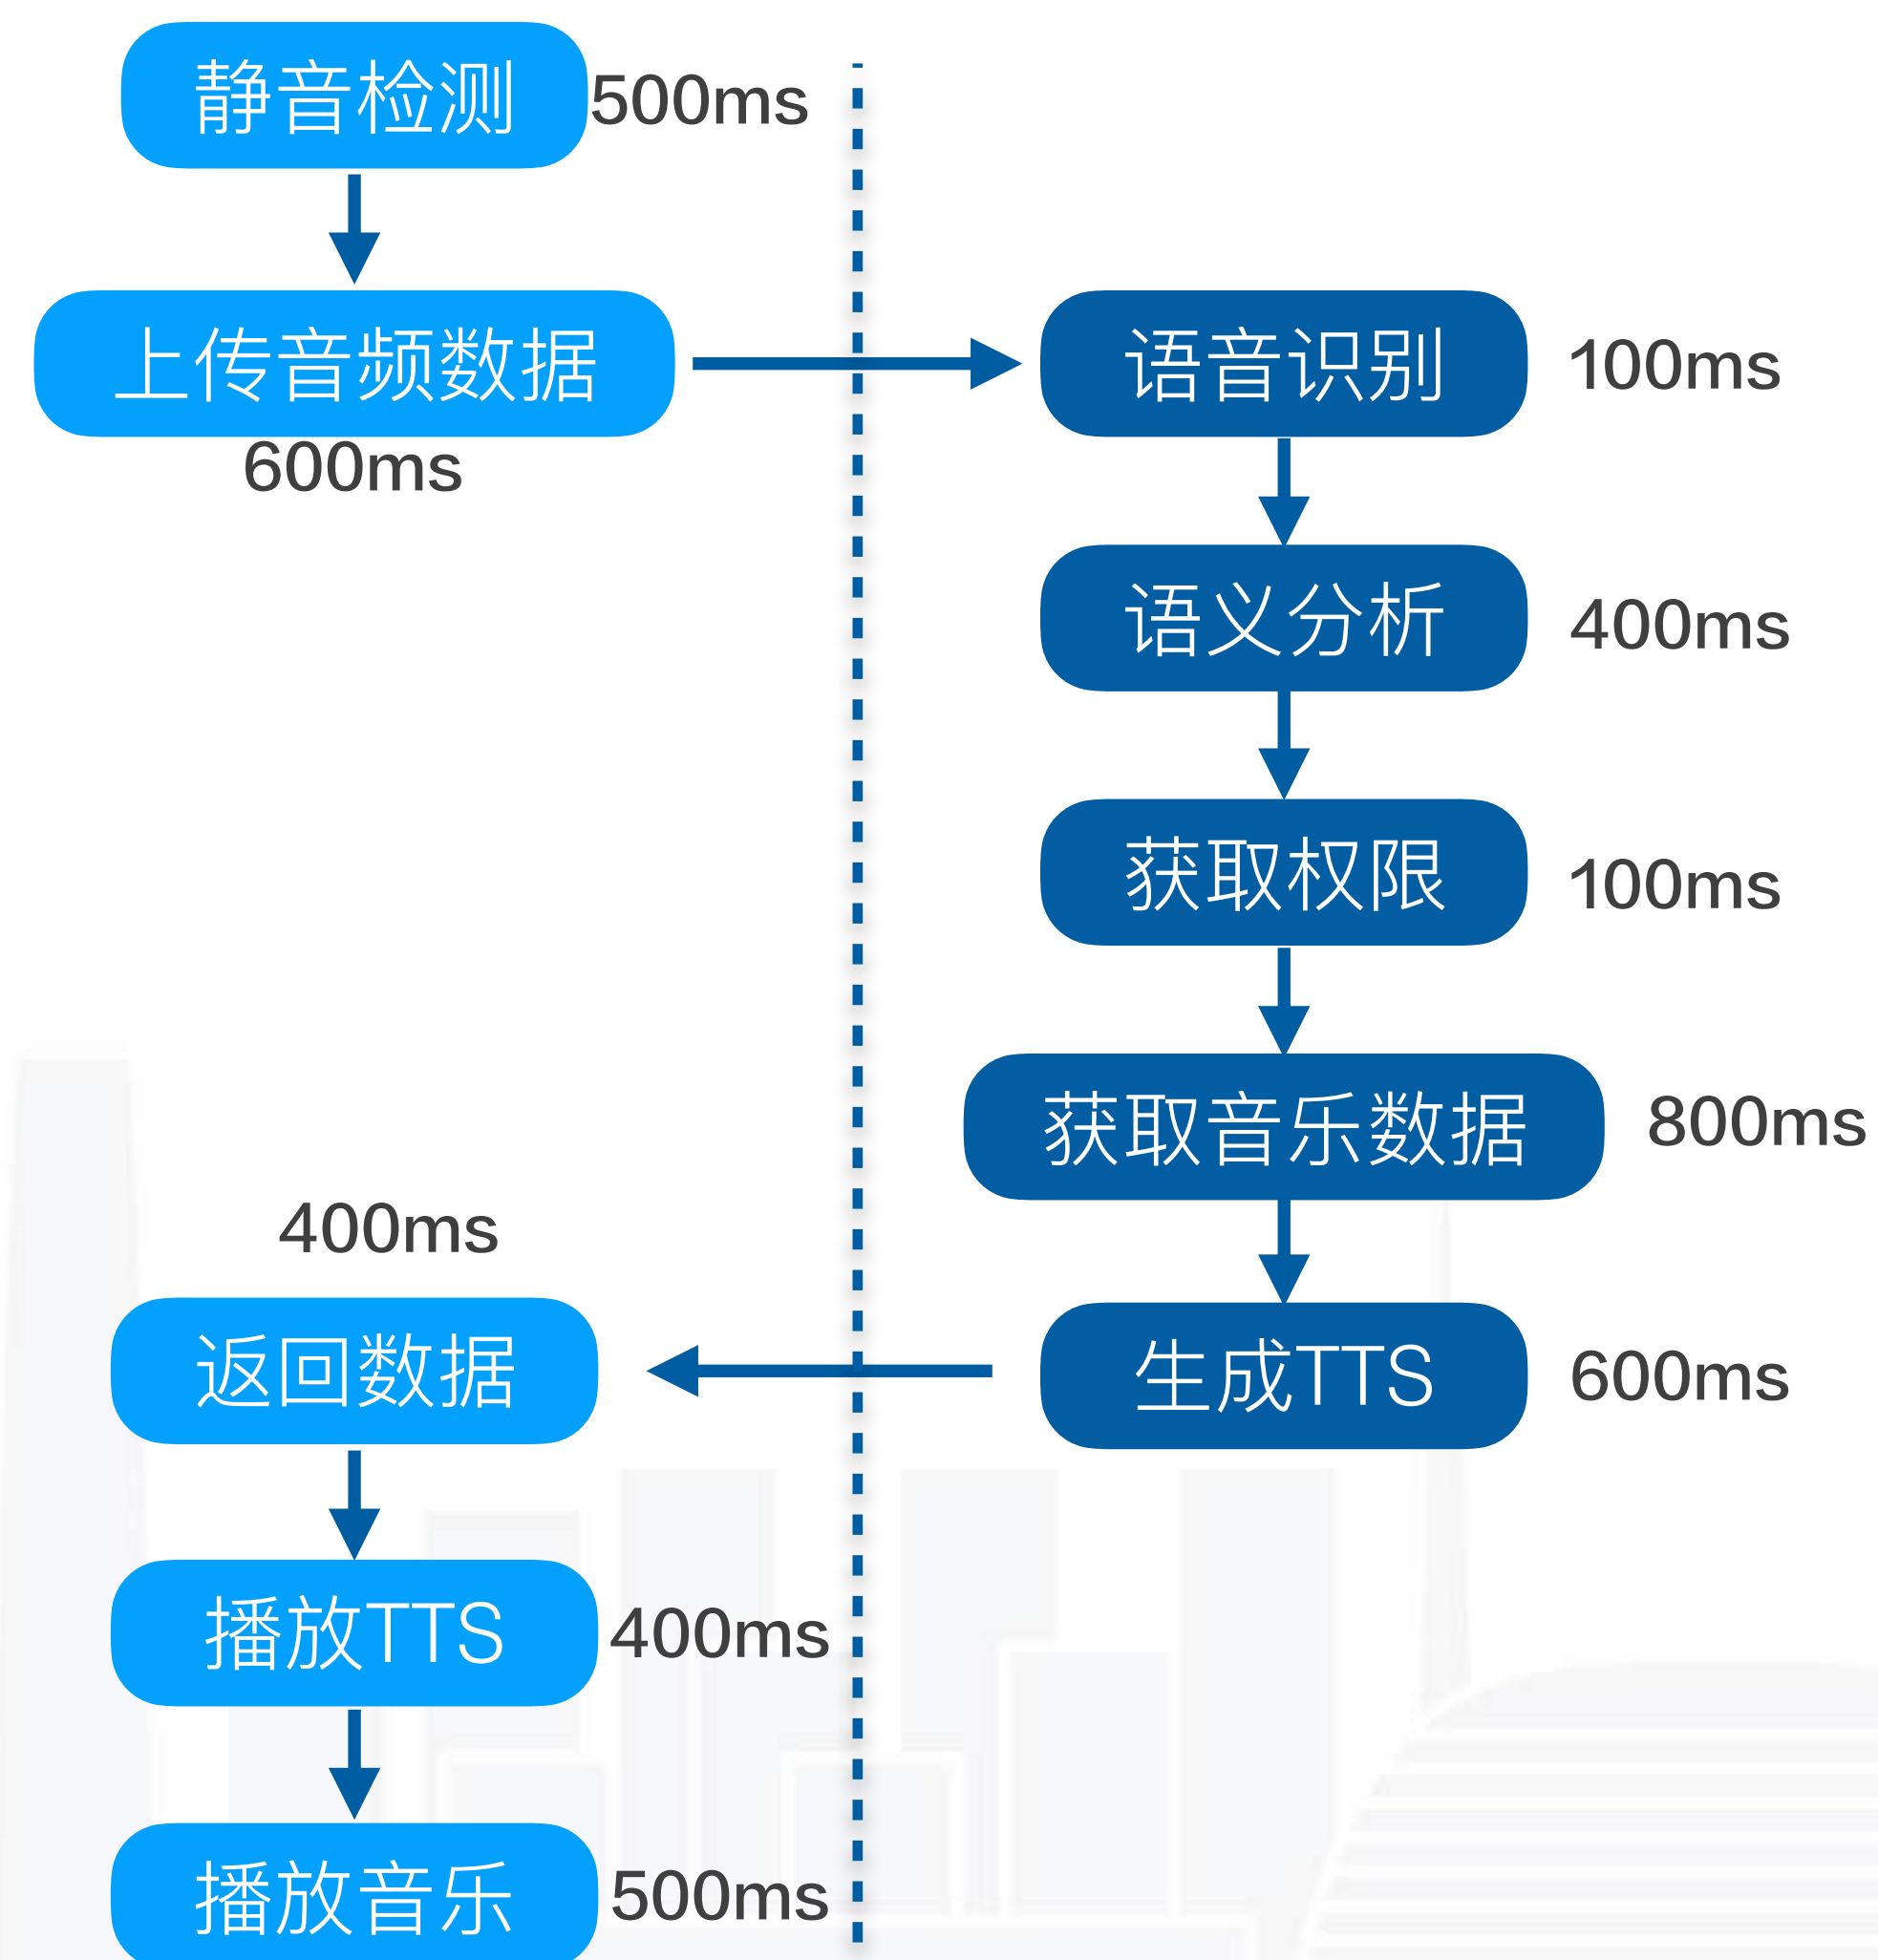 静音检测
500ms
上传音频数据
600ms
语音识别
100ms
语义分析
400ms
获取权限
100ms
获取音乐数据
800ms
生成TTS
600ms
400ms
返回数据
播放TTS
400ms
播放音乐
500ms